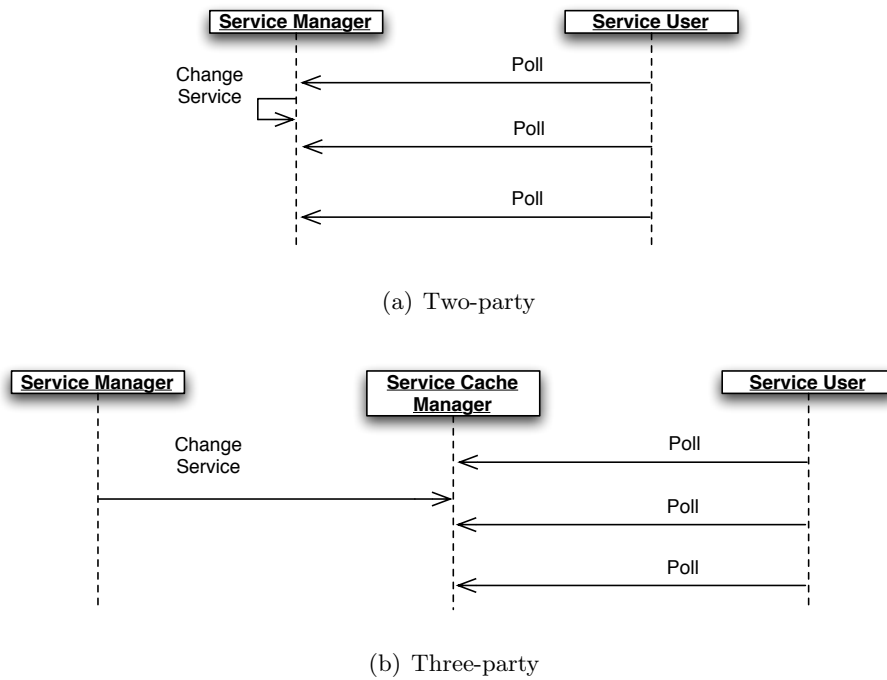 Service Manager
Service User
Change
Service
Poll
Poll
Poll
(a) Two-party
Service Manager
Service Cache
Manager
Service User
Change
Service
Poll
Poll
Poll
(b) Three-party